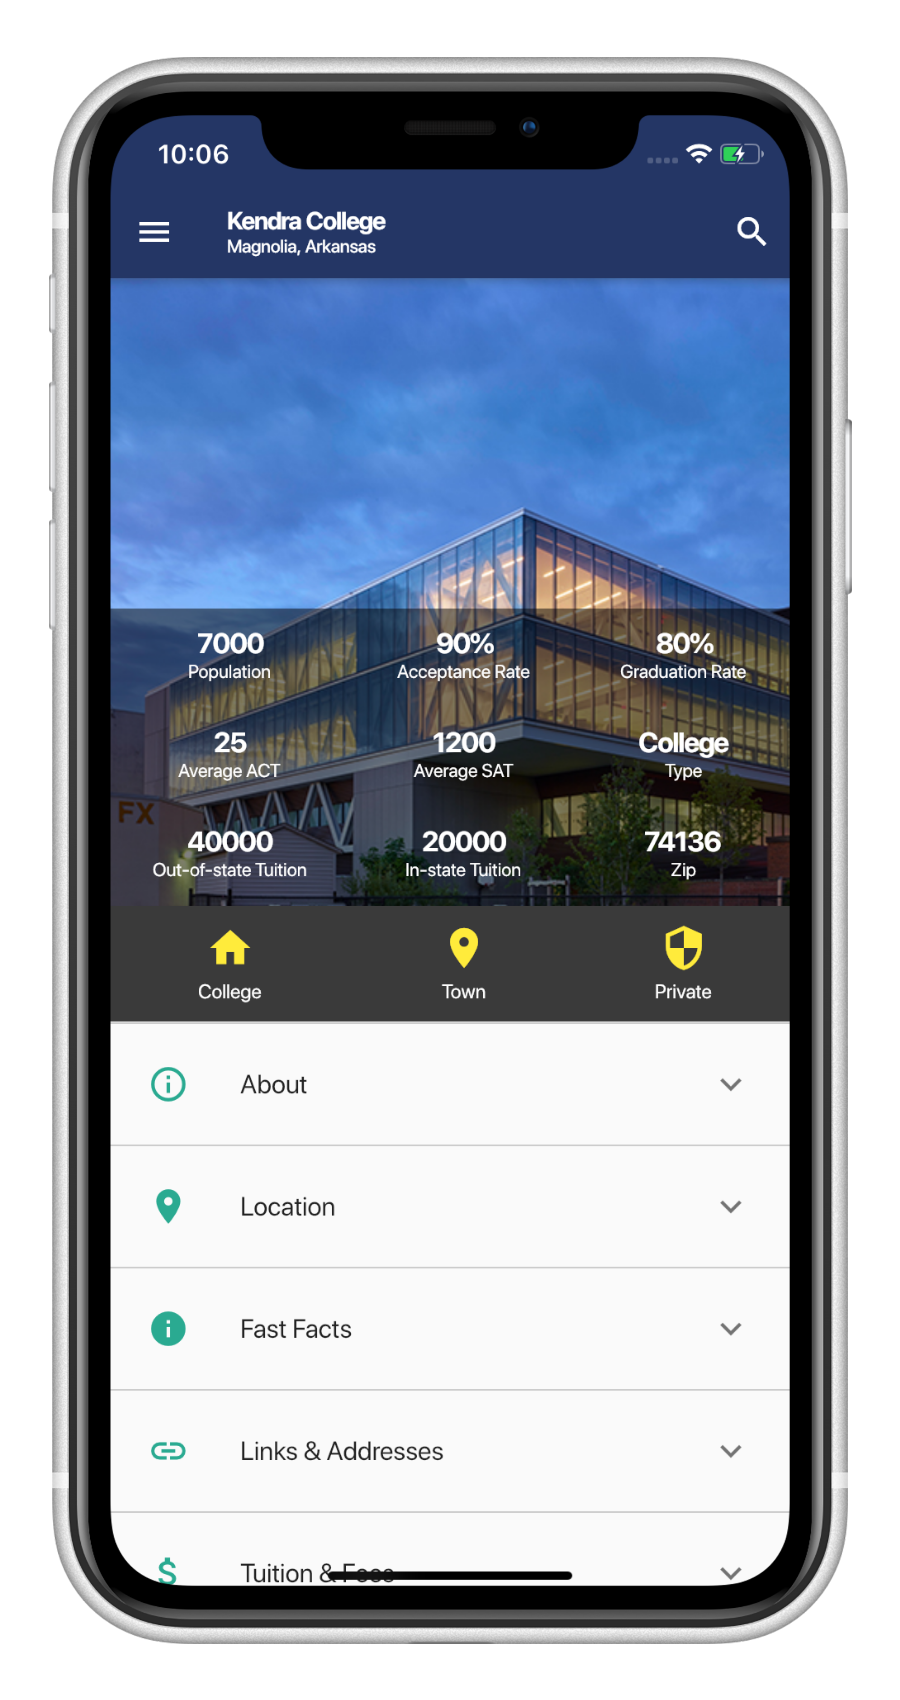 10:06
Kendra College
Magnolia, Arkansas
7000 90% 80%
Population Acceptance Rate Graduation Rate
25 1200 College
Average ACT Average SAT Type
FX
40000 20000 74136
Out-of-state Tuition In-state Tuition Zip
College Town Private
About
Location
Fast Facts
Links & Addresses
Tuition & Fees